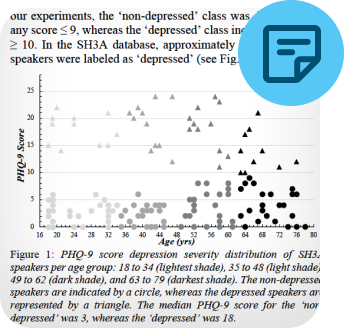 our experiments, the 'non-depressed' class was
any score ≤ 9, whereas the 'depressed' class
≥ 10. In the SH3A database, approximately
speakers were labeled as 'depressed' (see Fig.
PHQ-9 Score
25
20
15
10
5
0
16 20 24 28 32 36 40 44 48 52 56 60 64 68 72 76 80
Age (yrs)
Figure 1: PHQ-9 score depression severity distribution of SH3A
speakers per age group: 18 to 34 (lightest shade), 35 to 48 (light shade)
49 to 62 (dark shade), and 63 to 79 (darkest shade). The non-depressed
speakers are indicated by a circle, whereas the depressed speakers are
represented by a triangle. The median PHQ-9 score for the 'non-
depressed' was 3, whereas the 'depressed' was 18.